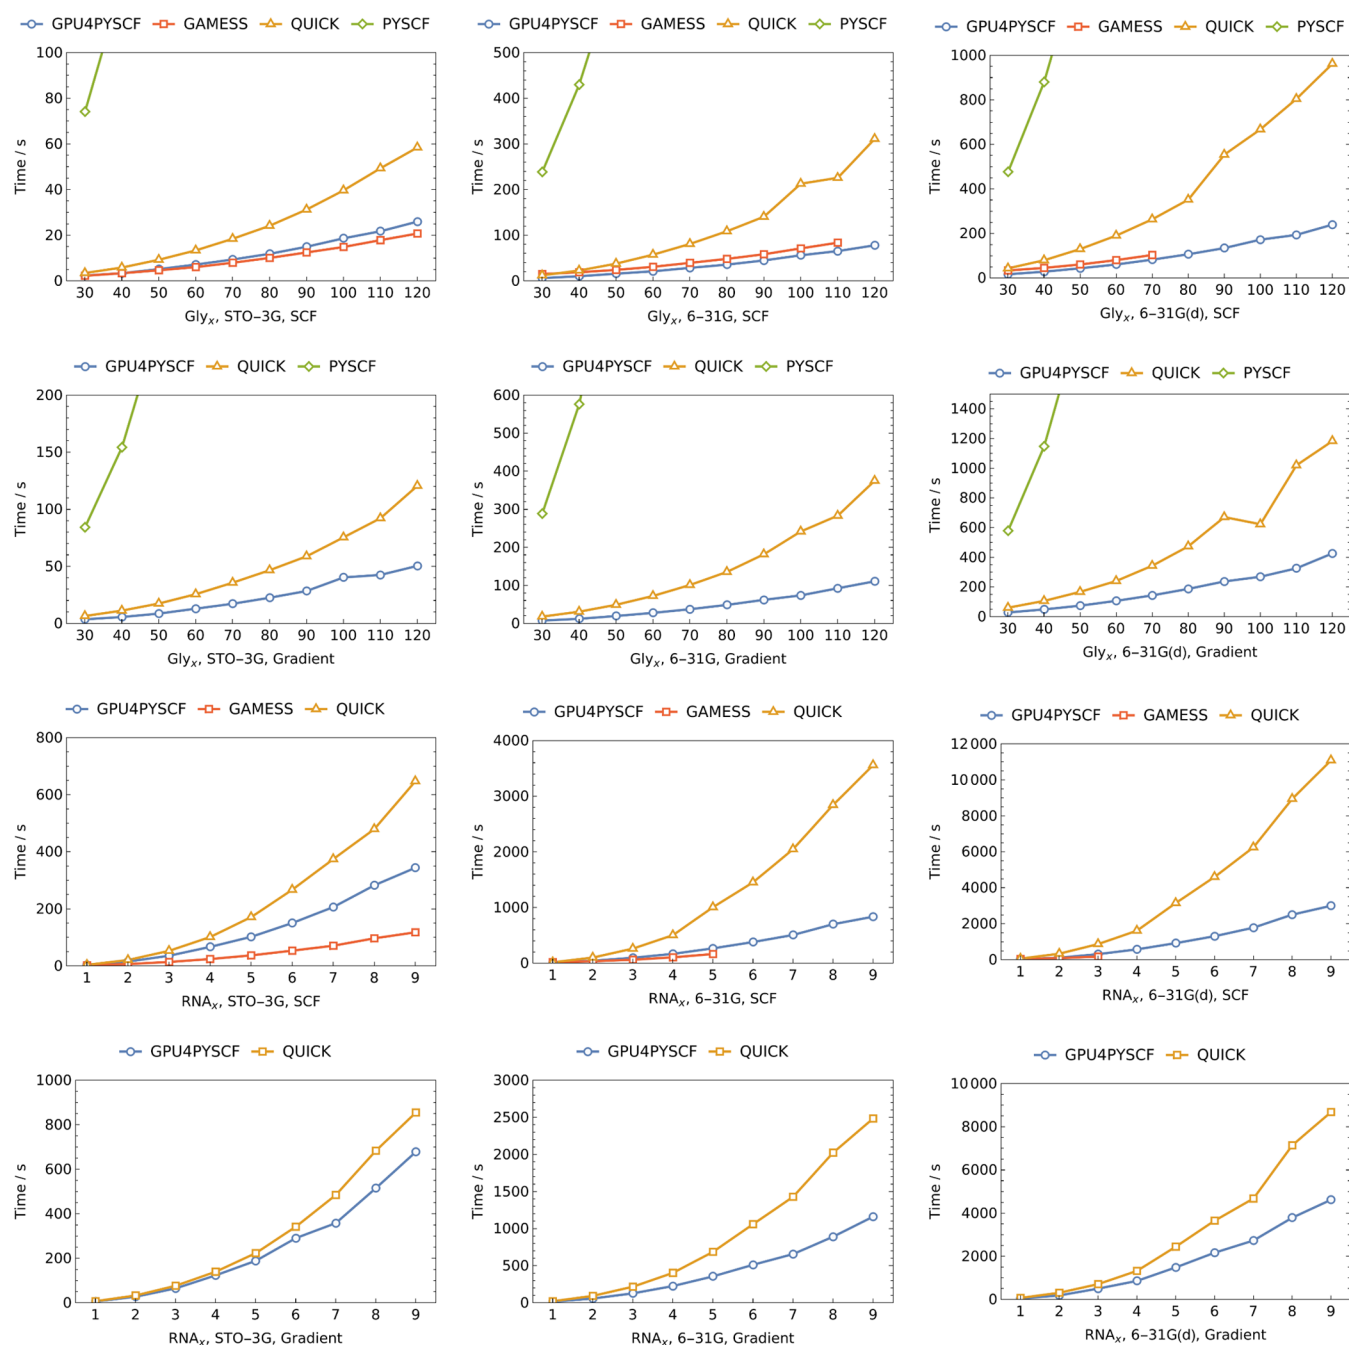 GPU4PYSCF GAMESS QUICK PYSCF
100
80
60
40
20
0
Time / s
30 40 50 60 70 80 90 100 110 120
Glyx, STO–3G, SCF
GPU4PYSCF GAMESS QUICK PYSCF
500
400
300
200
100
0
Time / s
30 40 50 60 70 80 90 100 110 120
Glyx, 6–31G, SCF
GPU4PYSCF GAMESS QUICK PYSCF
1000
800
600
400
200
0
Time / s
30 40 50 60 70 80 90 100 110 120
Glyx, 6–31G(d), SCF
GPU4PYSCF QUICK PYSCF
200
150
100
50
0
Time / s
30 40 50 60 70 80 90 100 110 120
Glyx, STO–3G, Gradient
GPU4PYSCF QUICK PYSCF
600
500
400
300
200
100
0
Time / s
30 40 50 60 70 80 90 100 110 120
Glyx, 6–31G, Gradient
GPU4PYSCF QUICK PYSCF
1400
1200
1000
800
600
400
200
0
Time / s
30 40 50 60 70 80 90 100 110 120
Glyx, 6–31G(d), Gradient
GPU4PYSCF GAMESS QUICK
800
600
400
200
0
Time / s
1 2 3 4 5 6 7 8 9
RNAx, STO–3G, SCF
GPU4PYSCF GAMESS QUICK
4000
3000
2000
1000
0
Time / s
1 2 3 4 5 6 7 8 9
RNAx, 6–31G, SCF
GPU4PYSCF GAMESS QUICK
12 000
10 000
8000
6000
4000
2000
0
Time / s
1 2 3 4 5 6 7 8 9
RNAx, 6–31G(d), SCF
GPU4PYSCF QUICK
1000
800
600
400
200
0
Time / s
1 2 3 4 5 6 7 8 9
RNAx, STO–3G, Gradient
GPU4PYSCF QUICK
3000
2500
2000
1500
1000
500
0
Time / s
1 2 3 4 5 6 7 8 9
RNAx, 6–31G, Gradient
GPU4PYSCF QUICK
10 000
8000
6000
4000
2000
0
Time / s
1 2 3 4 5 6 7 8 9
RNAx, 6–31G(d), Gradient